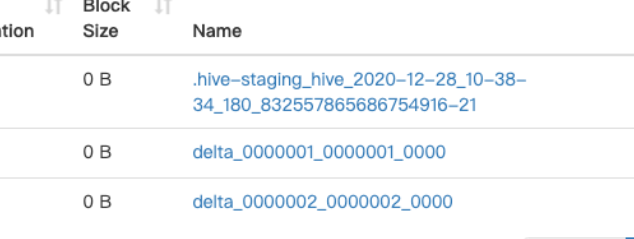 Block
ation Size Name
0 B .hive-staging_hive_2020-12-28_10-38-
34_180_832557865686754916-21
0 B delta_0000001_0000001_0000
0 B delta_0000002_0000002_0000